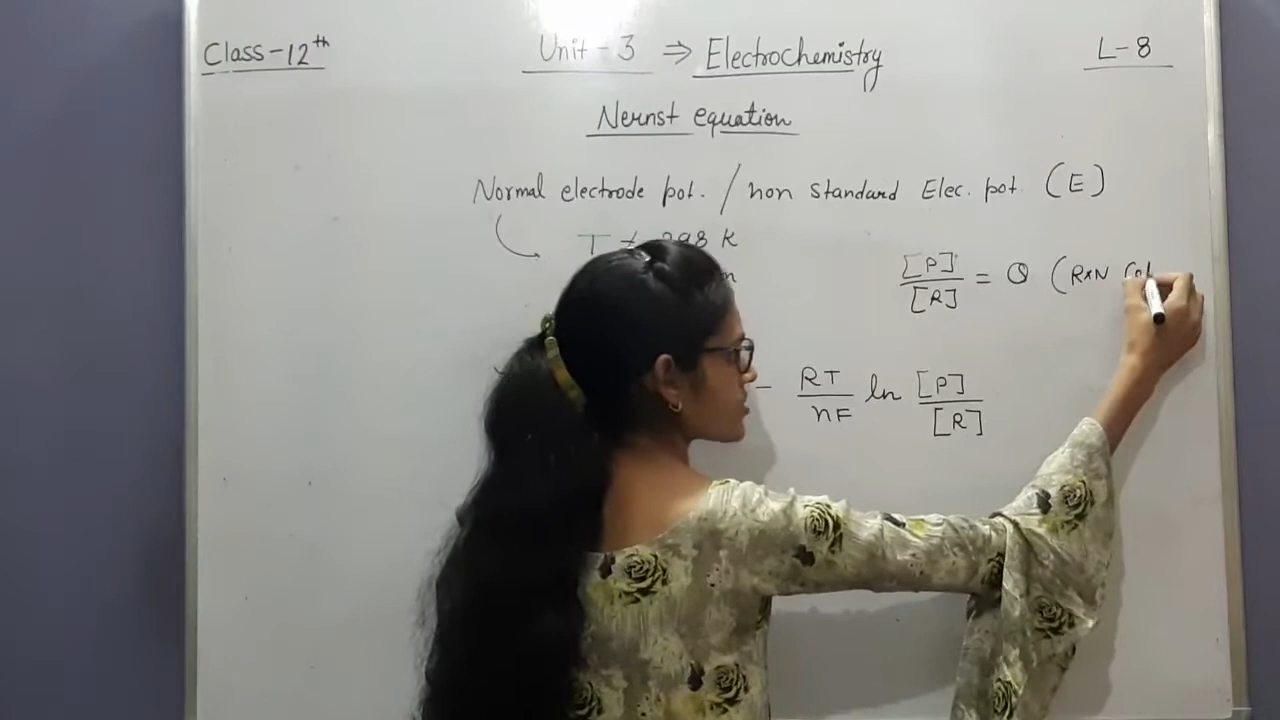 Class-12th
Unit-3 ⇒ Electrochemistry
L-8
Nernst equation
Normal electrode pot. / non Standard Elec. pot. (E)
T ≠ 298 K
[P]/[R] = Q (RxN
- RT/nF ln [P]/[R]